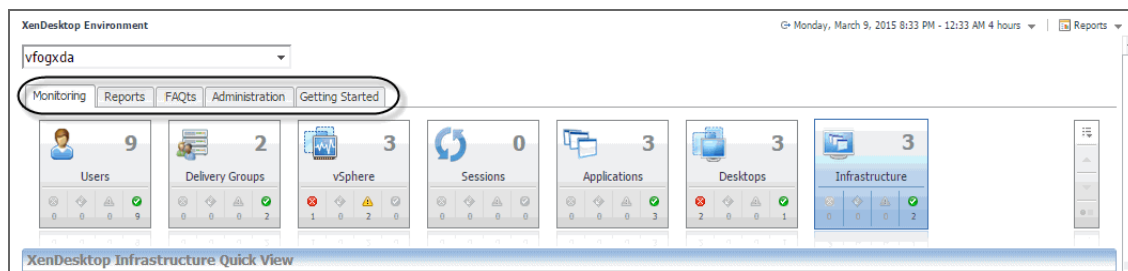 XenDesktop Environment
Monday, March 9, 2015 8:33 PM - 12:33 AM 4 hours
Reports
vfogxda
Monitoring Reports FAQts Administration Getting Started
9 2 3 0 3 3 3
Users Delivery Groups vSphere Sessions Applications Desktops Infrastructure
0 0 0 9 0 0 0 2 1 0 2 0 0 0 0 0 0 0 0 3 2 0 0 1 0 0 0 2
XenDesktop Infrastructure Quick View